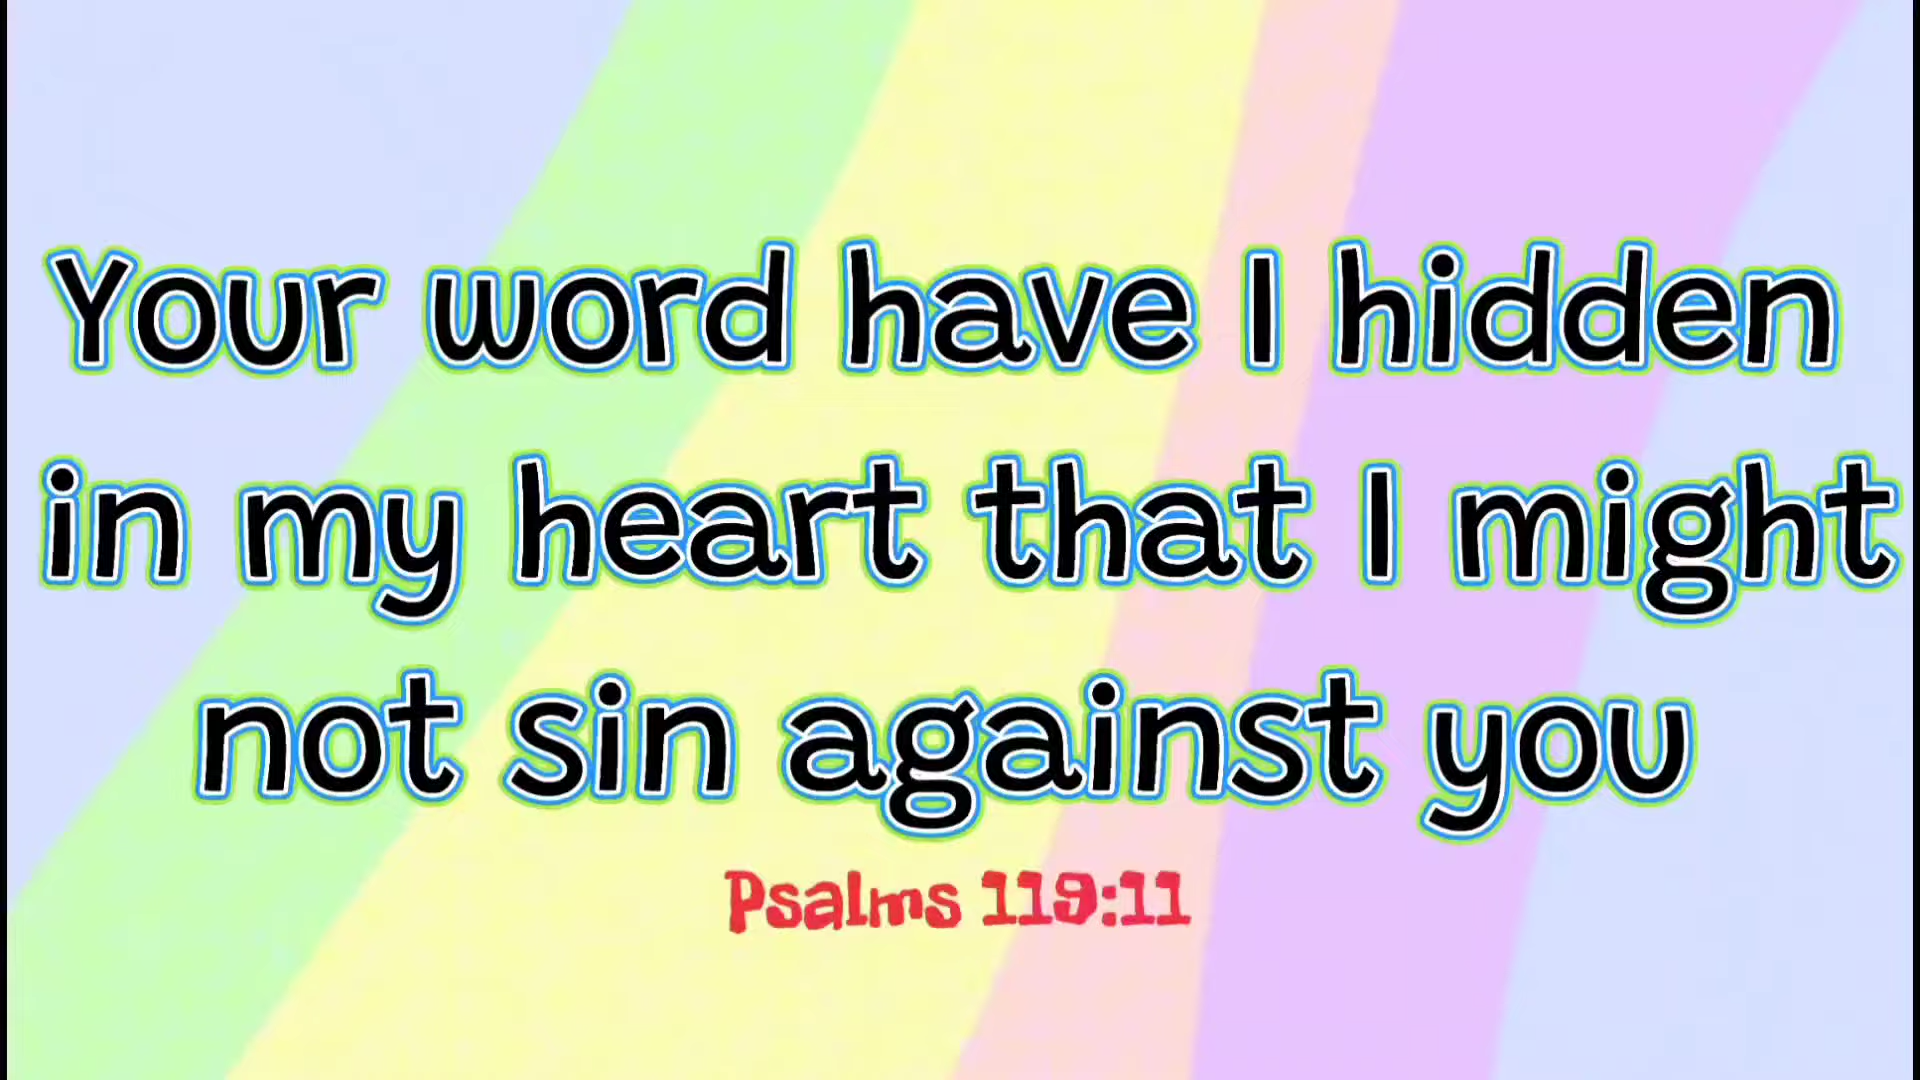 Your word have I hidden
in my heart that I might
not sin against you
Psalms 119:11